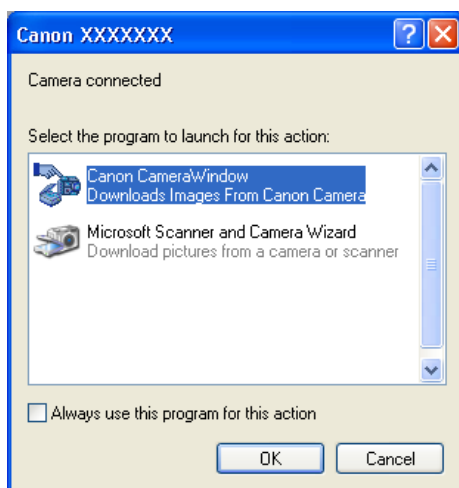 Canon XXXXXXX
Camera connected
Select the program to launch for this action:
Canon CameraWindow
Downloads Images From Canon Camera
Microsoft Scanner and Camera Wizard
Download pictures from a camera or scanner
Always use this program for this action
OK
Cancel